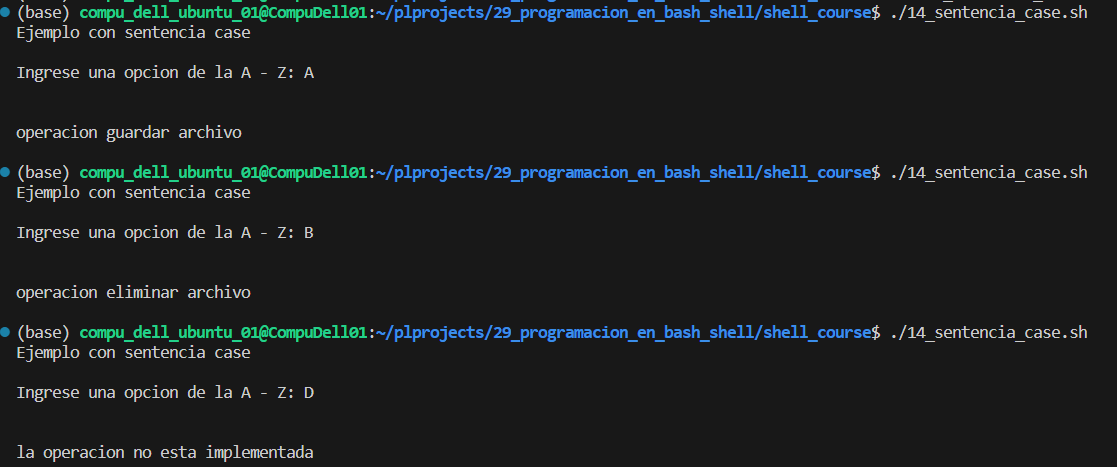 (base) compu_dell_ubuntu_01@CompuDell01:~/plprojects/29_programacion_en_bash_shell/shell_course$ ./14_sentencia_case.sh
Ejemplo con sentencia case
Ingrese una opcion de la A - Z: A
operacion guardar archivo
(base) compu_dell_ubuntu_01@CompuDell01:~/plprojects/29_programacion_en_bash_shell/shell_course$ ./14_sentencia_case.sh
Ejemplo con sentencia case
Ingrese una opcion de la A - Z: B
operacion eliminar archivo
(base) compu_dell_ubuntu_01@CompuDell01:~/plprojects/29_programacion_en_bash_shell/shell_course$ ./14_sentencia_case.sh
Ejemplo con sentencia case
Ingrese una opcion de la A - Z: D
la operacion no esta implementada